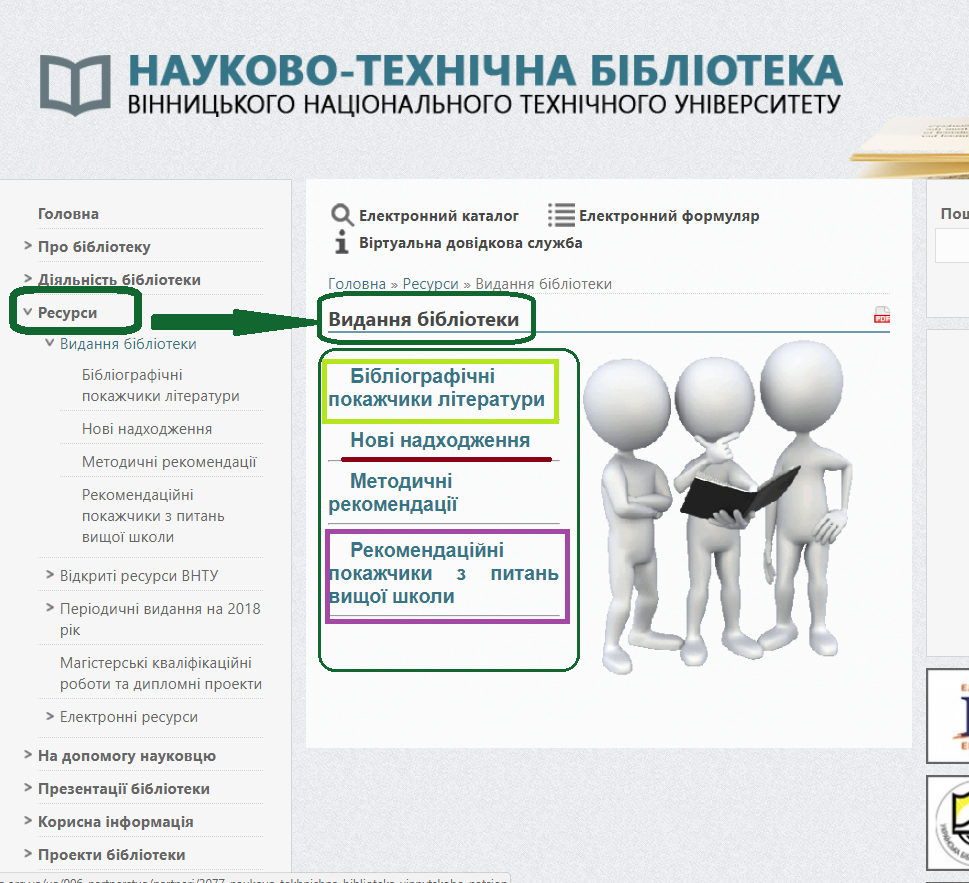 НАУКОВО-ТЕХНІЧНА БІБЛІОТЕКА
ВІННИЦЬКОГО НАЦІОНАЛЬНОГО ТЕХНІЧНОГО УНІВЕРСИТЕТУ
Головна
Про бібліотеку
Діяльність бібліотеки
Ресурси
Видання бібліотеки
Бібліографічні
покажчики літератури
Нові надходження
Методичні рекомендації
Рекомендаційні
покажчики з питань
вищої школи
Відкриті ресурси ВНТУ
Періодичні видання на 2018
рік
Магістерські кваліфікаційні
роботи та дипломні проекти
Електронні ресурси
На допомогу науковцю
Презентації бібліотеки
Корисна інформація
Проекти бібліотеки
Електронний каталог
Електронний формуляр
Віртуальна довідкова служба
Головна » Ресурси » Видання бібліотеки
Видання бібліотеки
PDF
Бібліографічні
покажчики літератури
Нові надходження
Методичні
рекомендації
Рекомендаційні
покажчики з питань
вищої школи
Пош